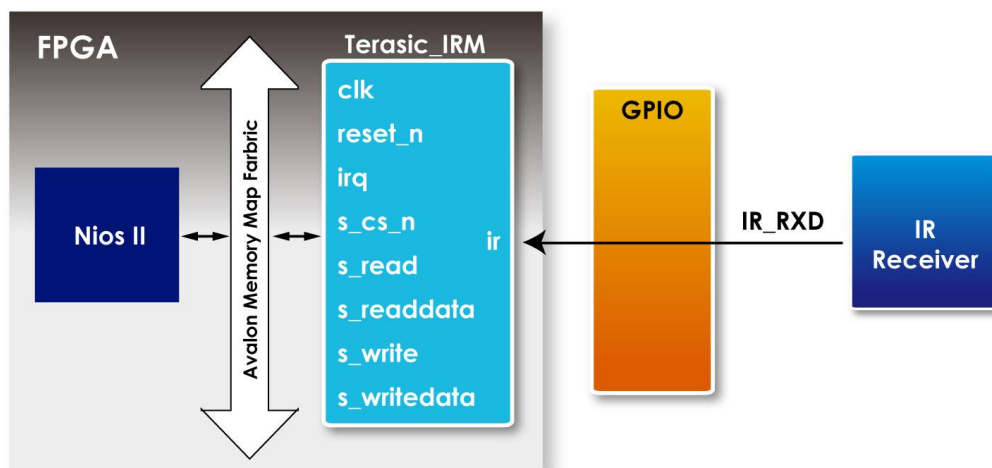 FPGA
Terasic_IRM
clk
reset_n
irq
s_cs_n
s_read
s_readdata
s_write
s_writedata
ir
Nios II
Avalon Memory Map Farbric
GPIO
IR_RXD
IR
Receiver